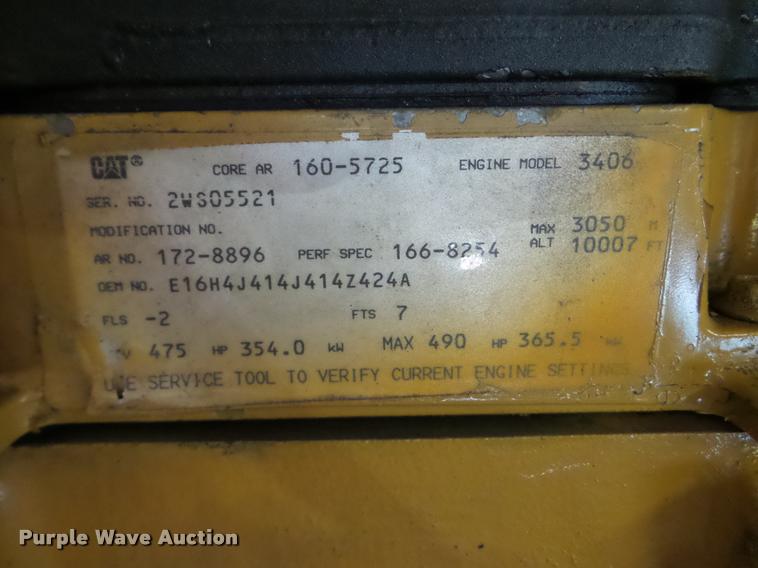 CAT® CORE AR 160-5725 ENGINE MODEL 3406
SER. NO. 2WS05521
MODIFICATION NO. MAX 3050 M
AR NO. 172-8896 PERF SPEC 166-8254 ALT 10007 FT
OEM NO. E16H4J414J414Z424A
FLS -2 FTS 7
475 HP 354.0 kW MAX 490 HP 365.5 kW
USE SERVICE TOOL TO VERIFY CURRENT ENGINE SETTINGS
Purple Wave Auction